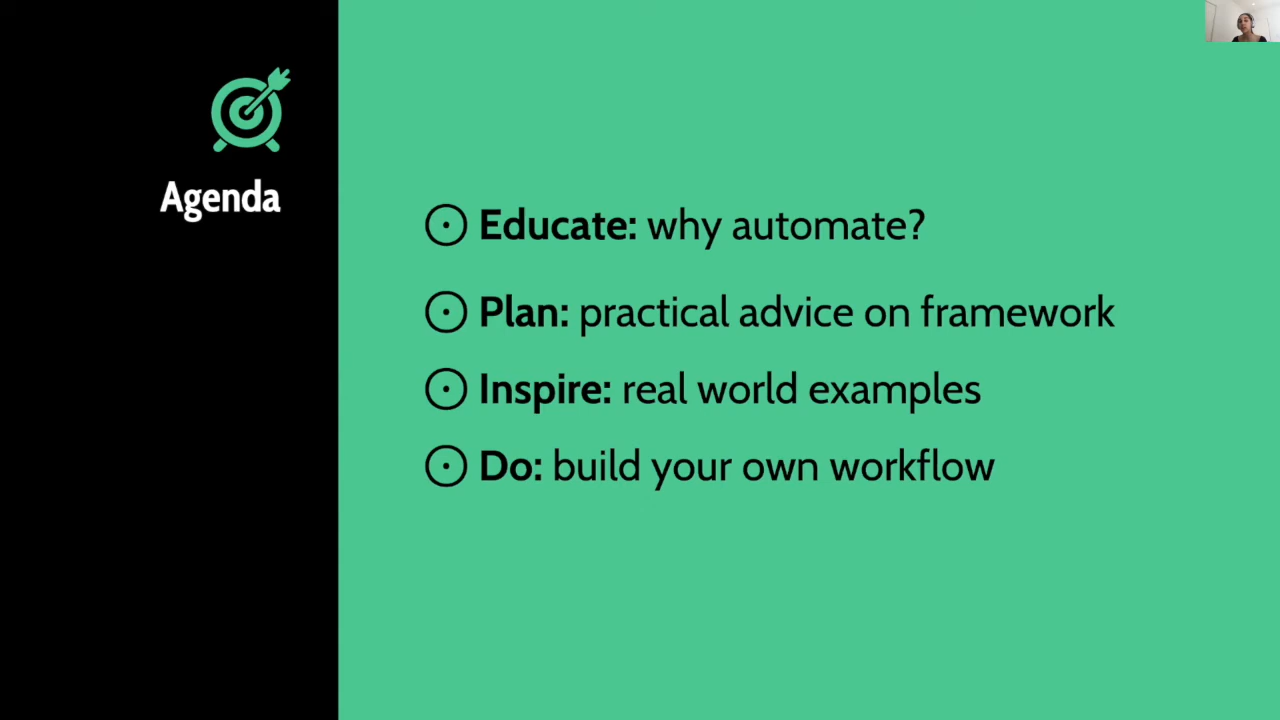 Agenda
Educate: why automate?
Plan: practical advice on framework
Inspire: real world examples
Do: build your own workflow